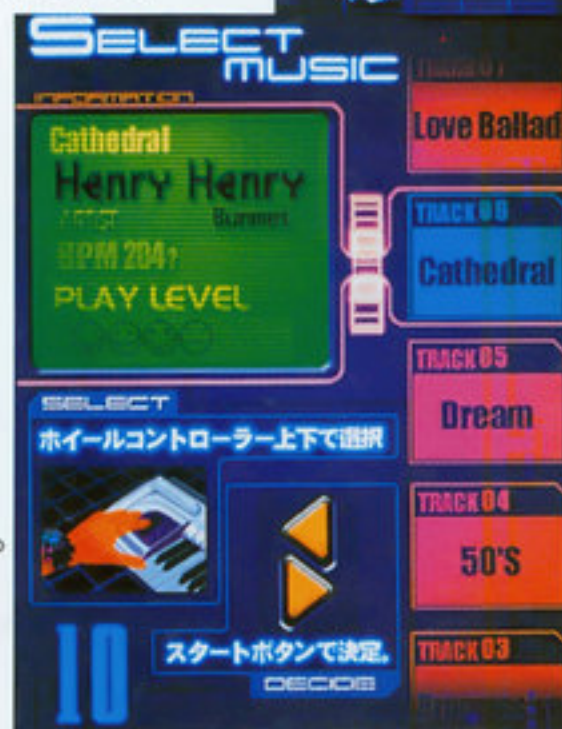 SELECT
MUSIC
INFORMATION
Cathedral
Henry Henry
ARTIST
BPM 204?
PLAY LEVEL
Love Ballad
Cathedral
TRACK 05
Dream
TRACK 04
50'S
TRACK 03
SELECT
ホイールコントローラー上下で選択
10
スタートボタンで決定。
DECIDE